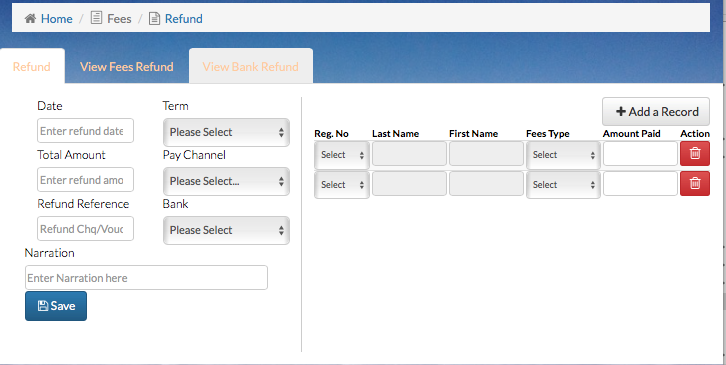 Home / Fees / Refund
Refund View Fees Refund View Bank Refund
Date Term
Enter refund date Please Select
Total Amount Pay Channel
Enter refund amo Please Select...
Refund Reference Bank
Refund Chq/Vouc Please Select
Narration
Enter Narration here
Save
+ Add a Record
Reg. No Last Name First Name Fees Type Amount Paid Action
Select Select
Select Select